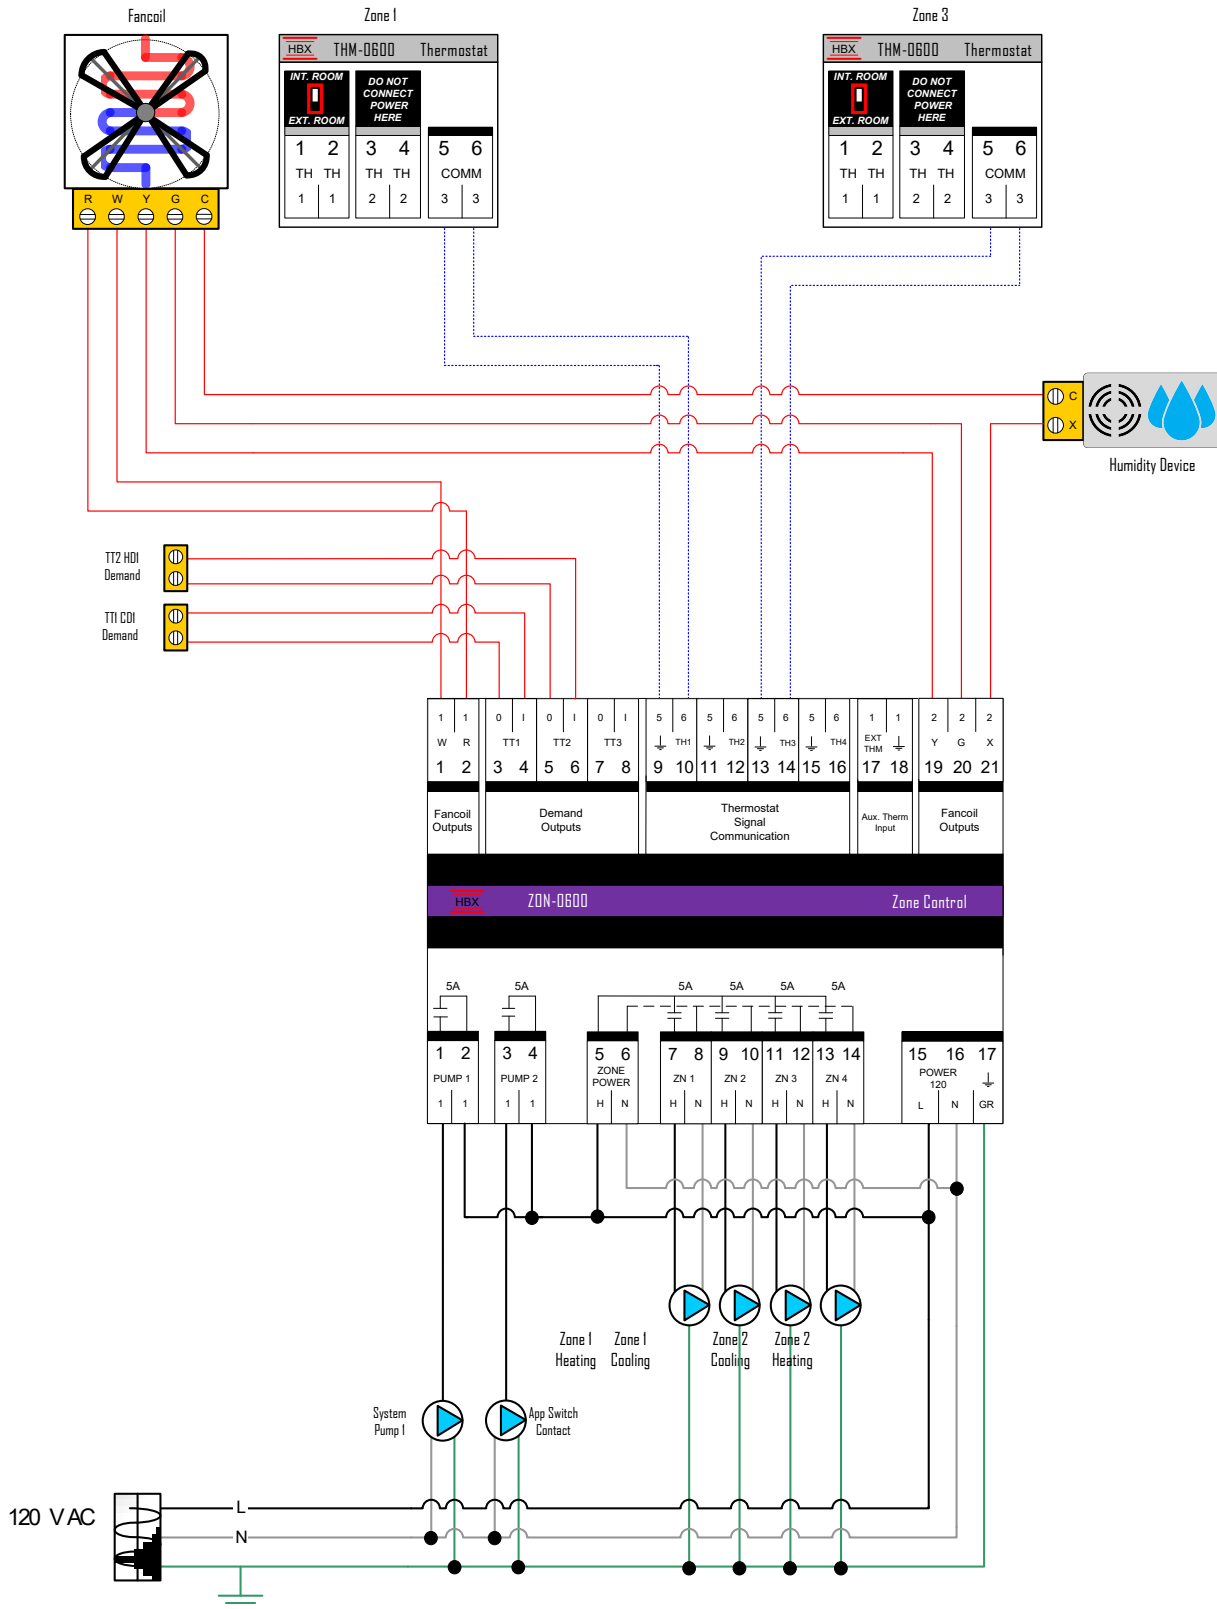 Fancoil
Zone 1
Zone 3
HBX THM-0600 Thermostat
INT. ROOM
EXT. ROOM
DO NOT
CONNECT
POWER
HERE
1 2 3 4 5 6
TH TH TH TH COMM
1 1 2 2 3 3
HBX THM-0600 Thermostat
INT. ROOM
EXT. ROOM
DO NOT
CONNECT
POWER
HERE
1 2 3 4 5 6
TH TH TH TH COMM
1 1 2 2 3 3
R W Y G C
C
X
Humidity Device
TT2 HD1
Demand
TT1 CD1
Demand
1 1 0 I 0 I 0 I 5 6 5 6 5 6 5 6 1 1 2 2 2
W R TT1 TT2 TT3 TH1 TH2 TH3 TH4 EXT THM Y G X
1 2 3 4 5 6 7 8 9 10 11 12 13 14 15 16 17 18 19 20 21
Fancoil
Outputs
Demand
Outputs
Thermostat
Signal
Communication
Aux. Therm
Input
Fancoil
Outputs
HBX ZON-0600 Zone Control
5A 5A 5A 5A 5A 5A
1 2 3 4 5 6 7 8 9 10 11 12 13 14 15 16 17
PUMP 1 PUMP 2 ZONE POWER ZN 1 ZN 2 ZN 3 ZN 4 POWER 120
1 1 1 1 H N H N H N H N H N L N GR
Zone 1
Heating
Zone 1
Cooling
Zone 2
Cooling
Zone 2
Heating
System
Pump 1
App Switch
Contact
120 VAC
L
N